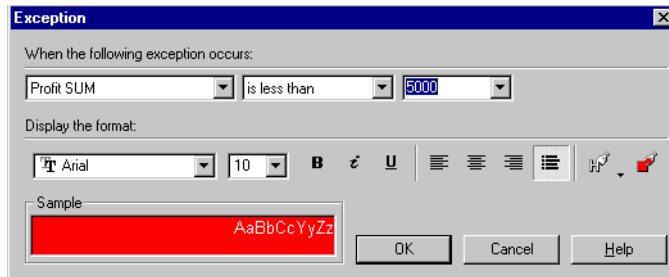 Exception
When the following exception occurs:
Profit SUM is less than 5000
Display the format:
Arial 10 B i U
Sample
AaBbCcYyZz
OK Cancel Help